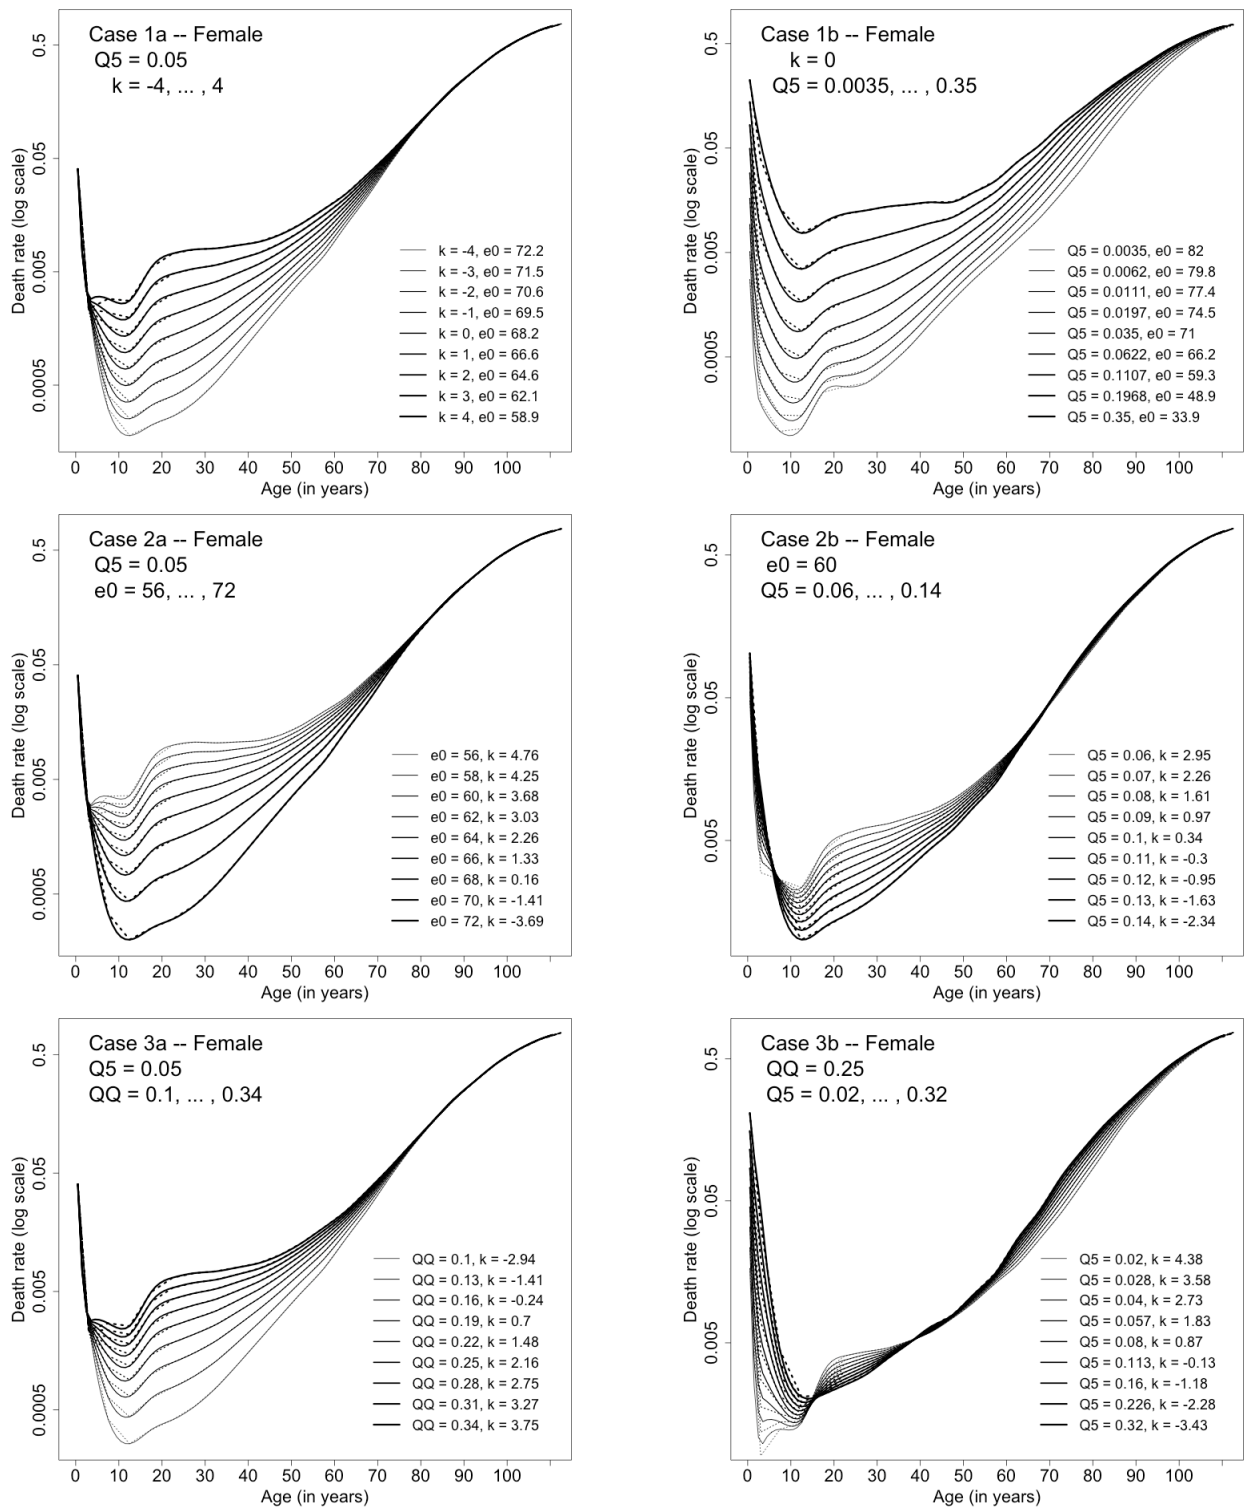 Case 1a -- Female
Q5 = 0.05
k = -4, ... , 4
Death rate (log scale)
0.5
0.05
0.005
0.0005
k = -4, e0 = 72.2
k = -3, e0 = 71.5
k = -2, e0 = 70.6
k = -1, e0 = 69.5
k = 0, e0 = 68.2
k = 1, e0 = 66.6
k = 2, e0 = 64.6
k = 3, e0 = 62.1
k = 4, e0 = 58.9
0 10 20 30 40 50 60 70 80 90 100
Age (in years)
Case 1b -- Female
k = 0
Q5 = 0.0035, ... , 0.35
Death rate (log scale)
0.5
0.05
0.005
0.0005
Q5 = 0.0035, e0 = 82
Q5 = 0.0062, e0 = 79.8
Q5 = 0.0111, e0 = 77.4
Q5 = 0.0197, e0 = 74.5
Q5 = 0.035, e0 = 71
Q5 = 0.0622, e0 = 66.2
Q5 = 0.1107, e0 = 59.3
Q5 = 0.1968, e0 = 48.9
Q5 = 0.35, e0 = 33.9
0 10 20 30 40 50 60 70 80 90 100
Age (in years)
Case 2a -- Female
Q5 = 0.05
e0 = 56, ... , 72
Death rate (log scale)
0.5
0.05
0.005
0.0005
e0 = 56, k = 4.76
e0 = 58, k = 4.25
e0 = 60, k = 3.68
e0 = 62, k = 3.03
e0 = 64, k = 2.26
e0 = 66, k = 1.33
e0 = 68, k = 0.16
e0 = 70, k = -1.41
e0 = 72, k = -3.69
0 10 20 30 40 50 60 70 80 90 100
Age (in years)
Case 2b -- Female
e0 = 60
Q5 = 0.06, ... , 0.14
Death rate (log scale)
0.5
0.05
0.005
Q5 = 0.06, k = 2.95
Q5 = 0.07, k = 2.26
Q5 = 0.08, k = 1.61
Q5 = 0.09, k = 0.97
Q5 = 0.1, k = 0.34
Q5 = 0.11, k = -0.3
Q5 = 0.12, k = -0.95
Q5 = 0.13, k = -1.63
Q5 = 0.14, k = -2.34
0 10 20 30 40 50 60 70 80 90 100
Age (in years)
Case 3a -- Female
Q5 = 0.05
QQ = 0.1, ... , 0.34
Death rate (log scale)
0.5
0.05
0.005
0.0005
QQ = 0.1, k = -2.94
QQ = 0.13, k = -1.41
QQ = 0.16, k = -0.24
QQ = 0.19, k = 0.7
QQ = 0.22, k = 1.48
QQ = 0.25, k = 2.16
QQ = 0.28, k = 2.75
QQ = 0.31, k = 3.27
QQ = 0.34, k = 3.75
0 10 20 30 40 50 60 70 80 90 100
Age (in years)
Case 3b -- Female
QQ = 0.25
Q5 = 0.02, ... , 0.32
Death rate (log scale)
0.5
0.05
0.005
Q5 = 0.02, k = 4.38
Q5 = 0.028, k = 3.58
Q5 = 0.04, k = 2.73
Q5 = 0.057, k = 1.83
Q5 = 0.08, k = 0.87
Q5 = 0.113, k = -0.13
Q5 = 0.16, k = -1.18
Q5 = 0.226, k = -2.28
Q5 = 0.32, k = -3.43
0 10 20 30 40 50 60 70 80 90 100
Age (in years)